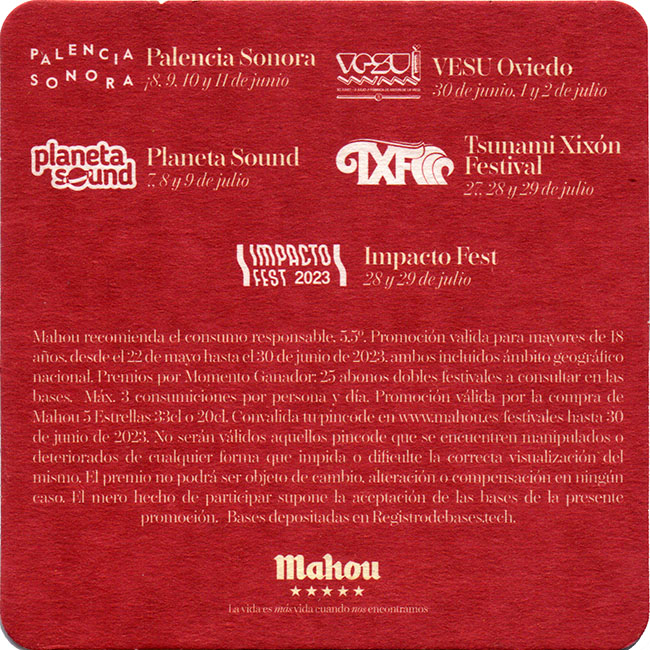 PALENCIA
SONORA
Palencia Sonora
¡8, 9, 10 y 11 de junio
VESU
VESU Oviedo
30 de junio, 1 y 2 de julio
planeta
sound
Planeta Sound
7, 8 y 9 de julio
TXF
Tsunami Xixón
Festival
27, 28 y 29 de julio
IMPACTO
FEST 2023
Impacto Fest
28 y 29 de julio
Mahou recomienda el consumo responsable. 5,5º. Promoción valida para mayores de 18
años, desde el 22 de mayo hasta el 30 de junio de 2023, ambos incluidos ámbito geográfico
nacional. Premios por Momento Ganador: 25 abonos dobles festivales a consultar en las
bases. Máx. 3 consumiciones por persona y día. Promoción válida por la compra de
Mahou 5 Estrellas 33cl o 20cl. Convalida tu pincode en www.mahou.es/festivales hasta 30
de junio de 2023. No serán válidos aquellos pincode que se encuentren manipulados o
deteriorados de cualquier forma que impida o dificulte la correcta visualización del
mismo. El premio no podrá ser objeto de cambio, alteración o compensación en ningún
caso. El mero hecho de participar supone la aceptación de las bases de la presente
promoción. Bases depositadas en Registrodebases.tech.
Mahou
La vida es más vida cuando nos encontramos